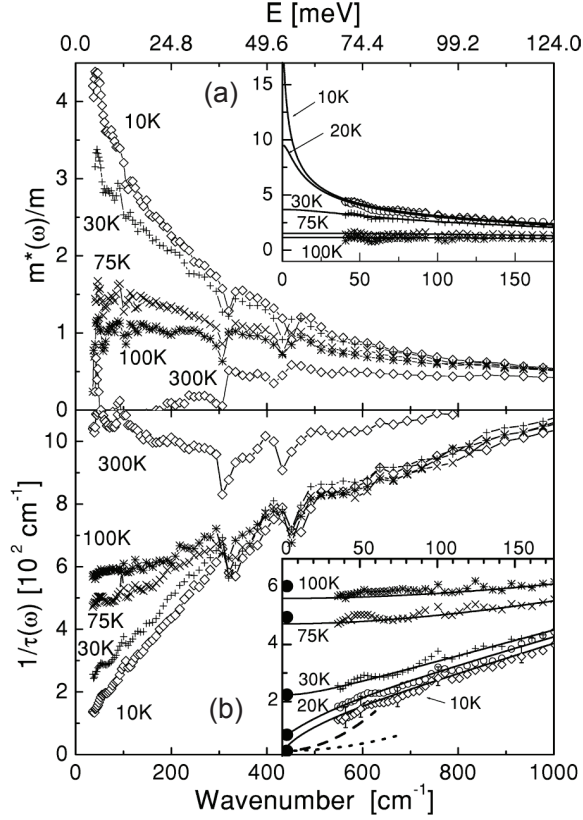 E [meV]
0.0 24.8 49.6 74.4 99.2 124.0
4
3
2
1
0
m*(ω)/m
(a)
10K
30K
75K
100K
300K
15
10
5
0
10K
20K
30K
75K
100K
0 50 100 150
10
8
6
4
2
0
1/τ(ω) [10² cm⁻¹]
300K
100K
75K
30K
10K
(b)
0 50 100 150
6
4
2
100K
75K
30K
20K
10K
0 200 400 600 800 1000
Wavenumber [cm⁻¹]